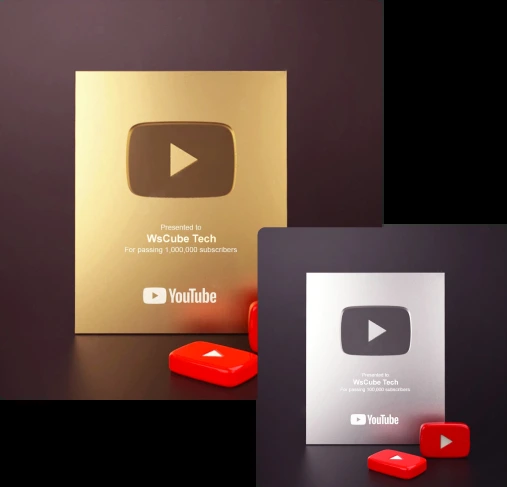 Presented to
WsCube Tech
For passing 1,000,000 subscribers
YouTube
Presented to
WsCube Tech
For passing 100,000 subscribers
YouTube